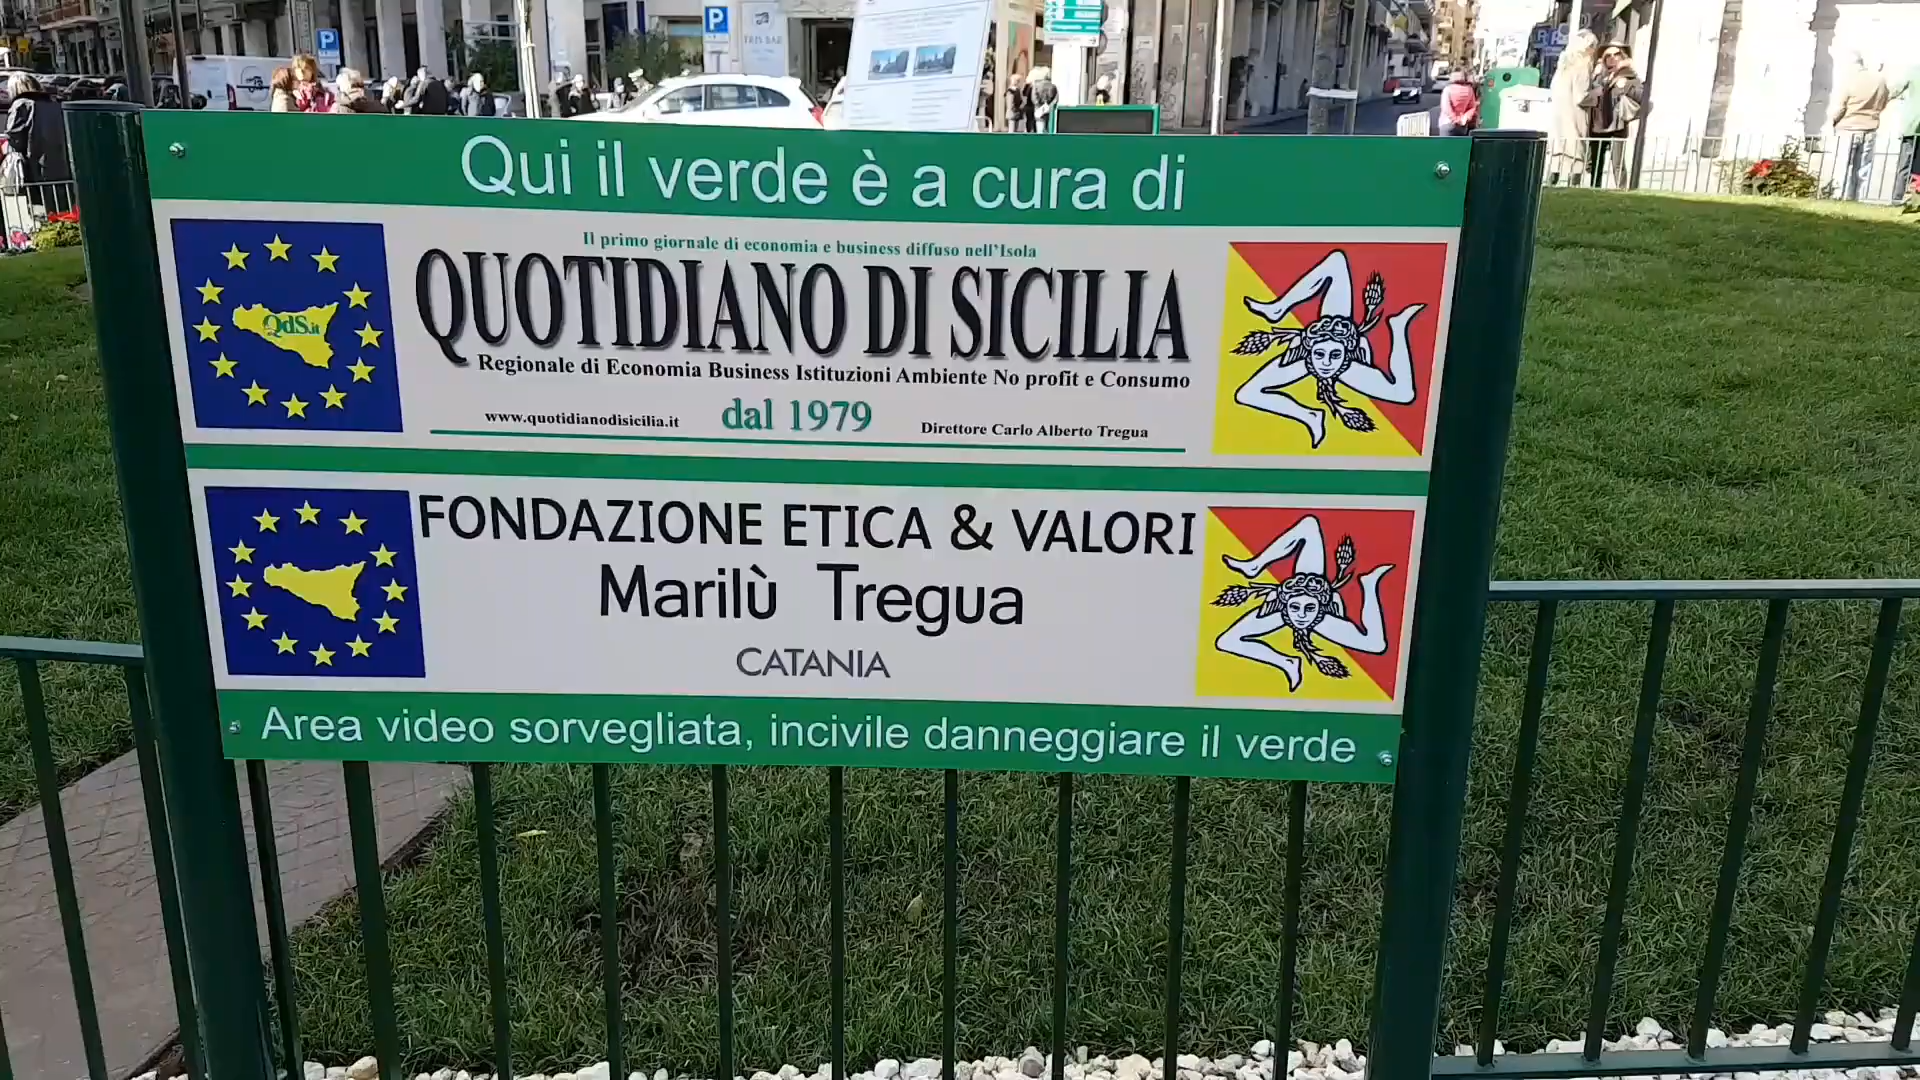 P
P
TRIS BAR
Qui il verde è a cura di
Il primo giornale di economia e business diffuso nell'Isola
QUOTIDIANO DI SICILIA
QdS.it
Regionale di Economia Business Istituzioni Ambiente No profit e Consumo
www.quotidianodisicilia.it
dal 1979
Direttore Carlo Alberto Tregua
FONDAZIONE ETICA & VALORI
Marilù Tregua
CATANIA
Area video sorvegliata, incivile danneggiare il verde